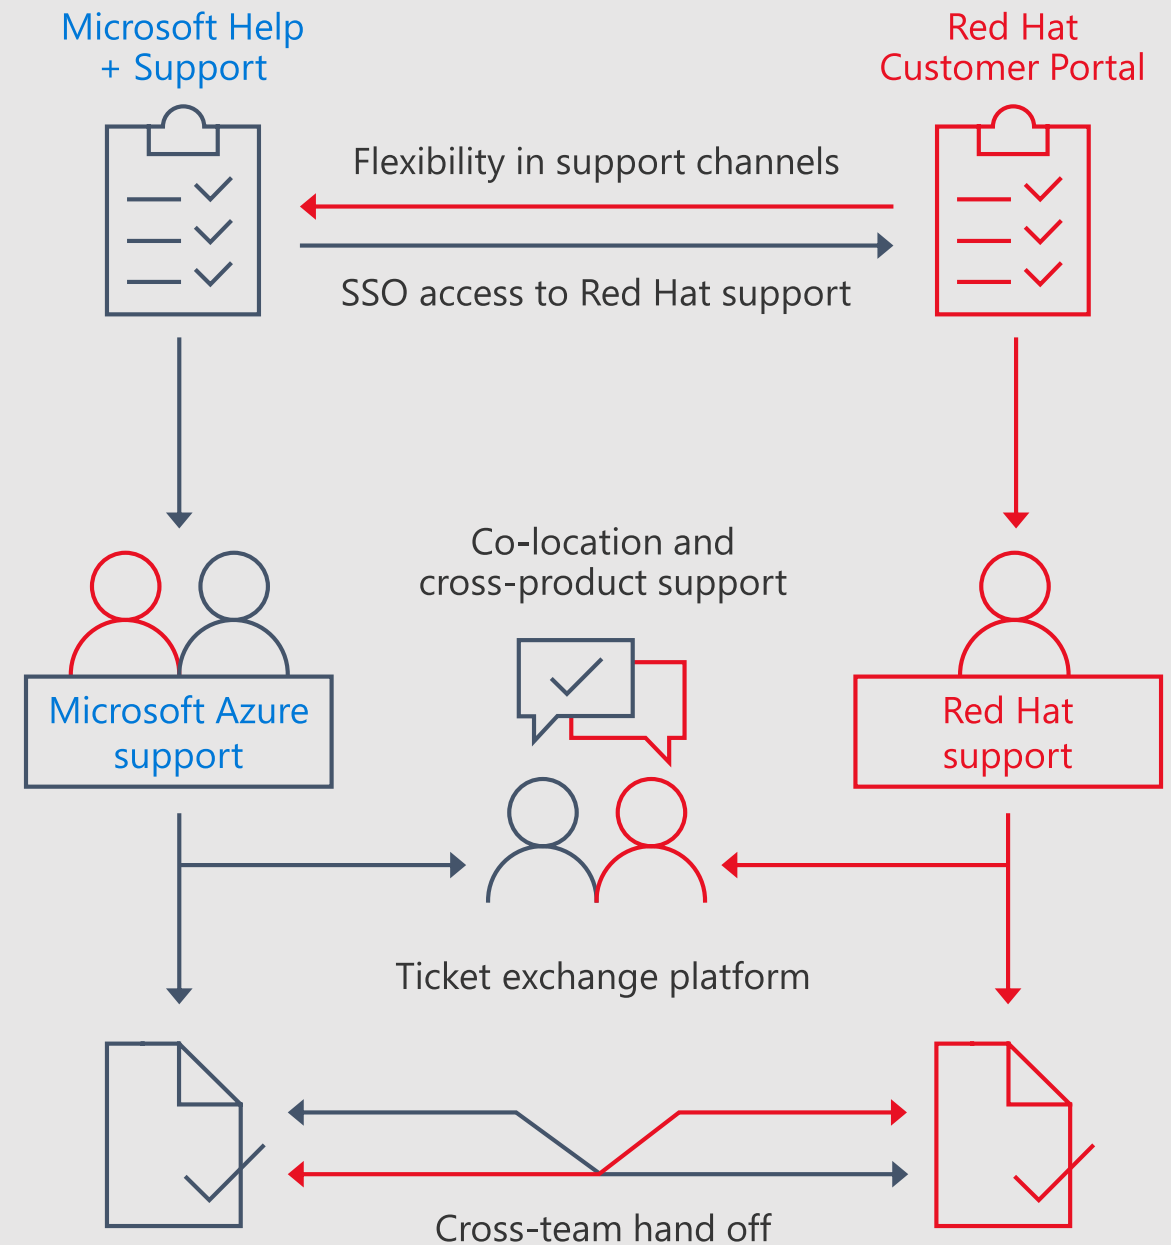 Microsoft Help
+ Support
Red Hat
Customer Portal
Flexibility in support channels
SSO access to Red Hat support
Co-location and
cross-product support
Microsoft Azure
support
Red Hat
support
Ticket exchange platform
Cross-team hand off